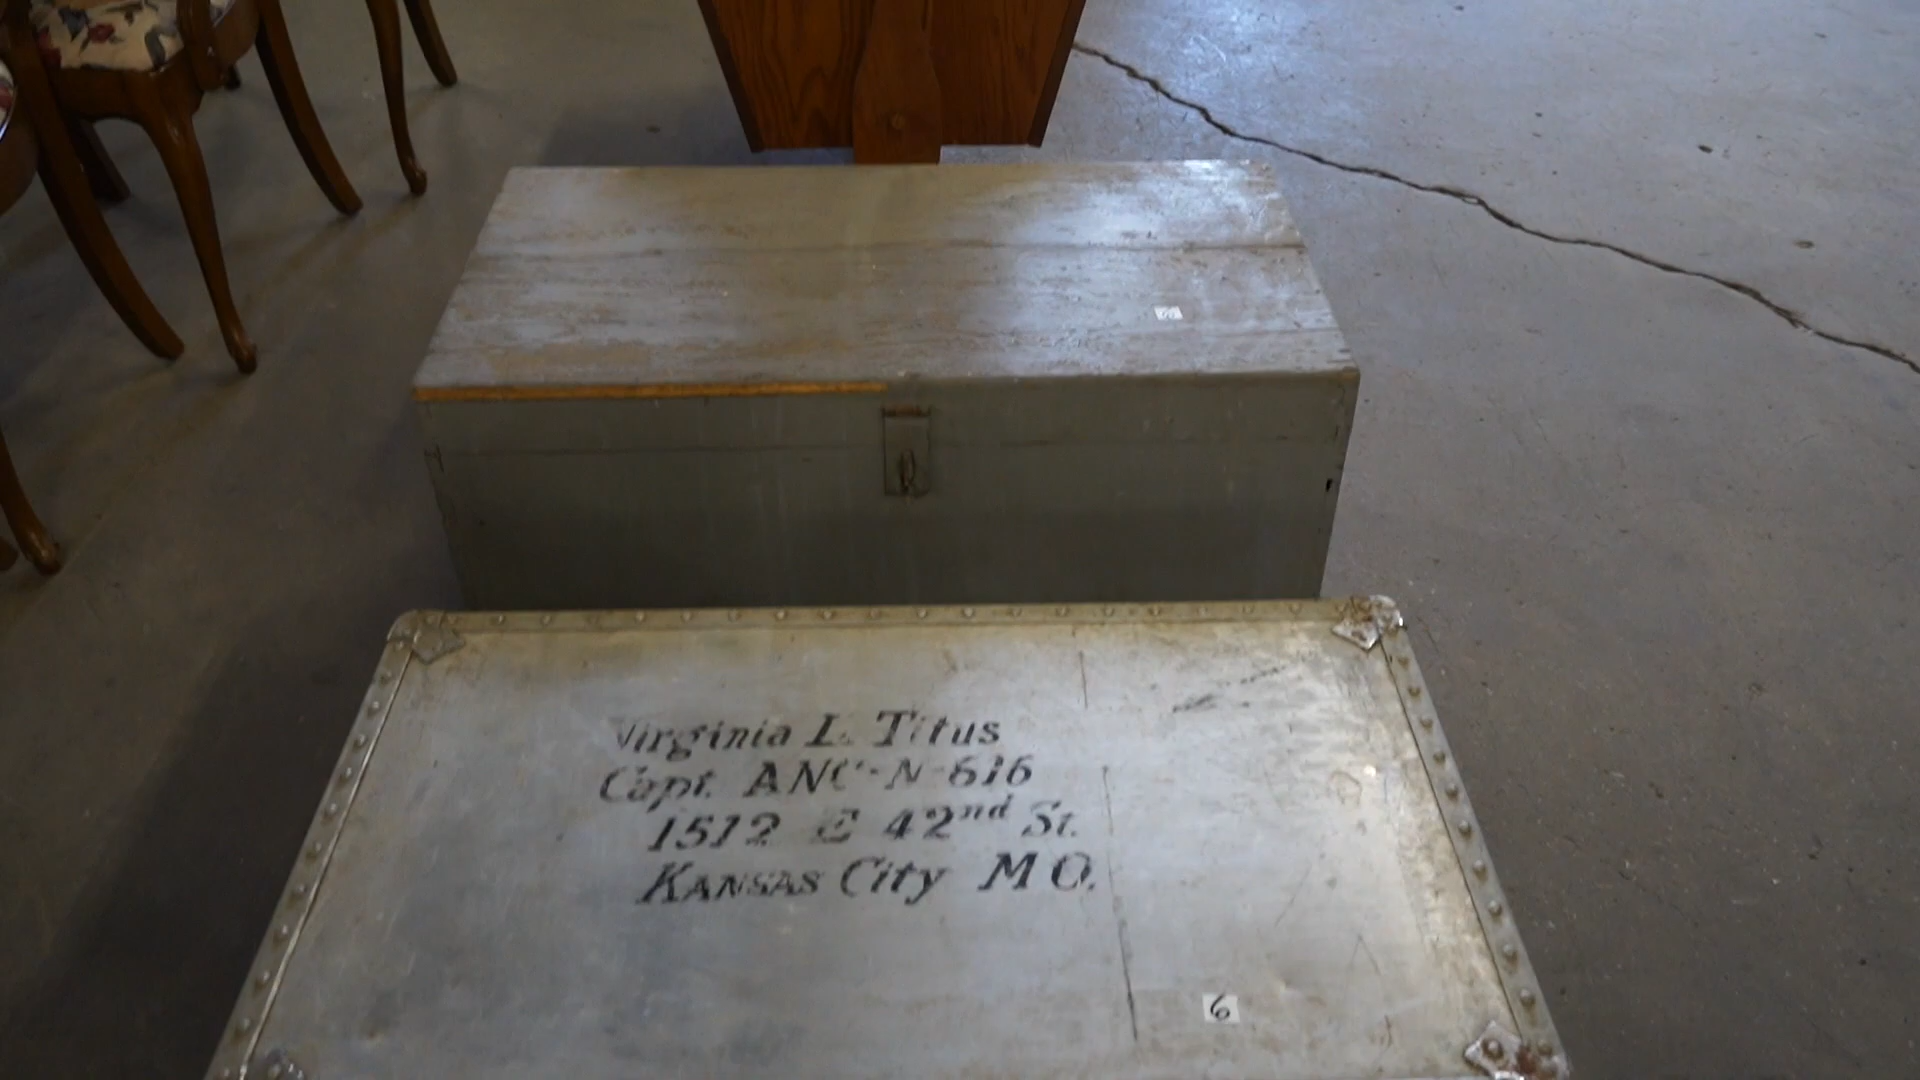 Virginia L. Titus
Capt. ANC-N-616
1512 E 42nd St.
KANSAS City MO.
6